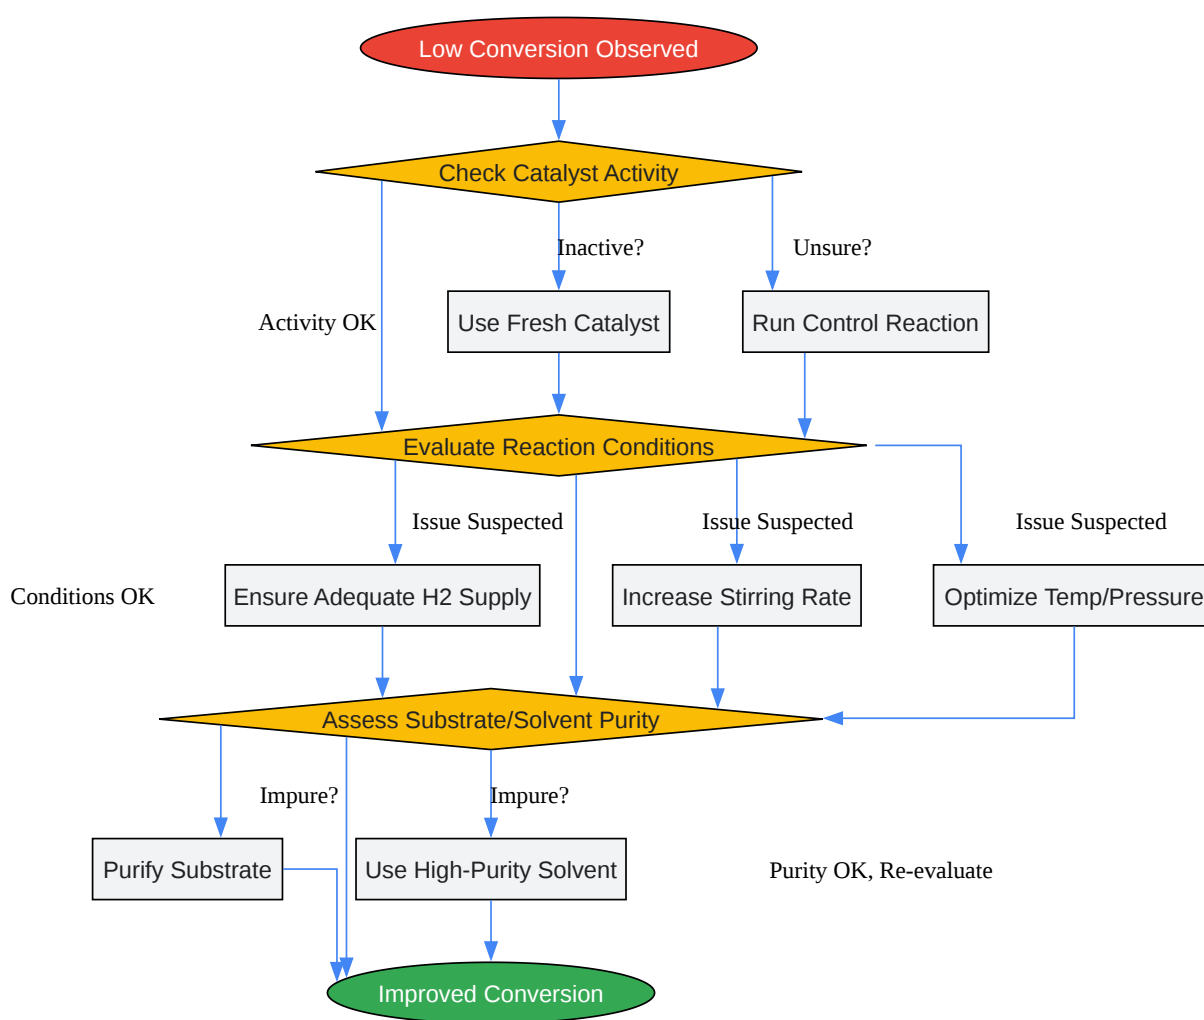 Low Conversion Observed
Check Catalyst Activity
Inactive?
Unsure?
Activity OK
Use Fresh Catalyst
Run Control Reaction
Evaluate Reaction Conditions
Issue Suspected
Issue Suspected
Issue Suspected
Conditions OK
Ensure Adequate H2 Supply
Increase Stirring Rate
Optimize Temp/Pressure
Assess Substrate/Solvent Purity
Impure?
Impure?
Purify Substrate
Use High-Purity Solvent
Purity OK, Re-evaluate
Improved Conversion